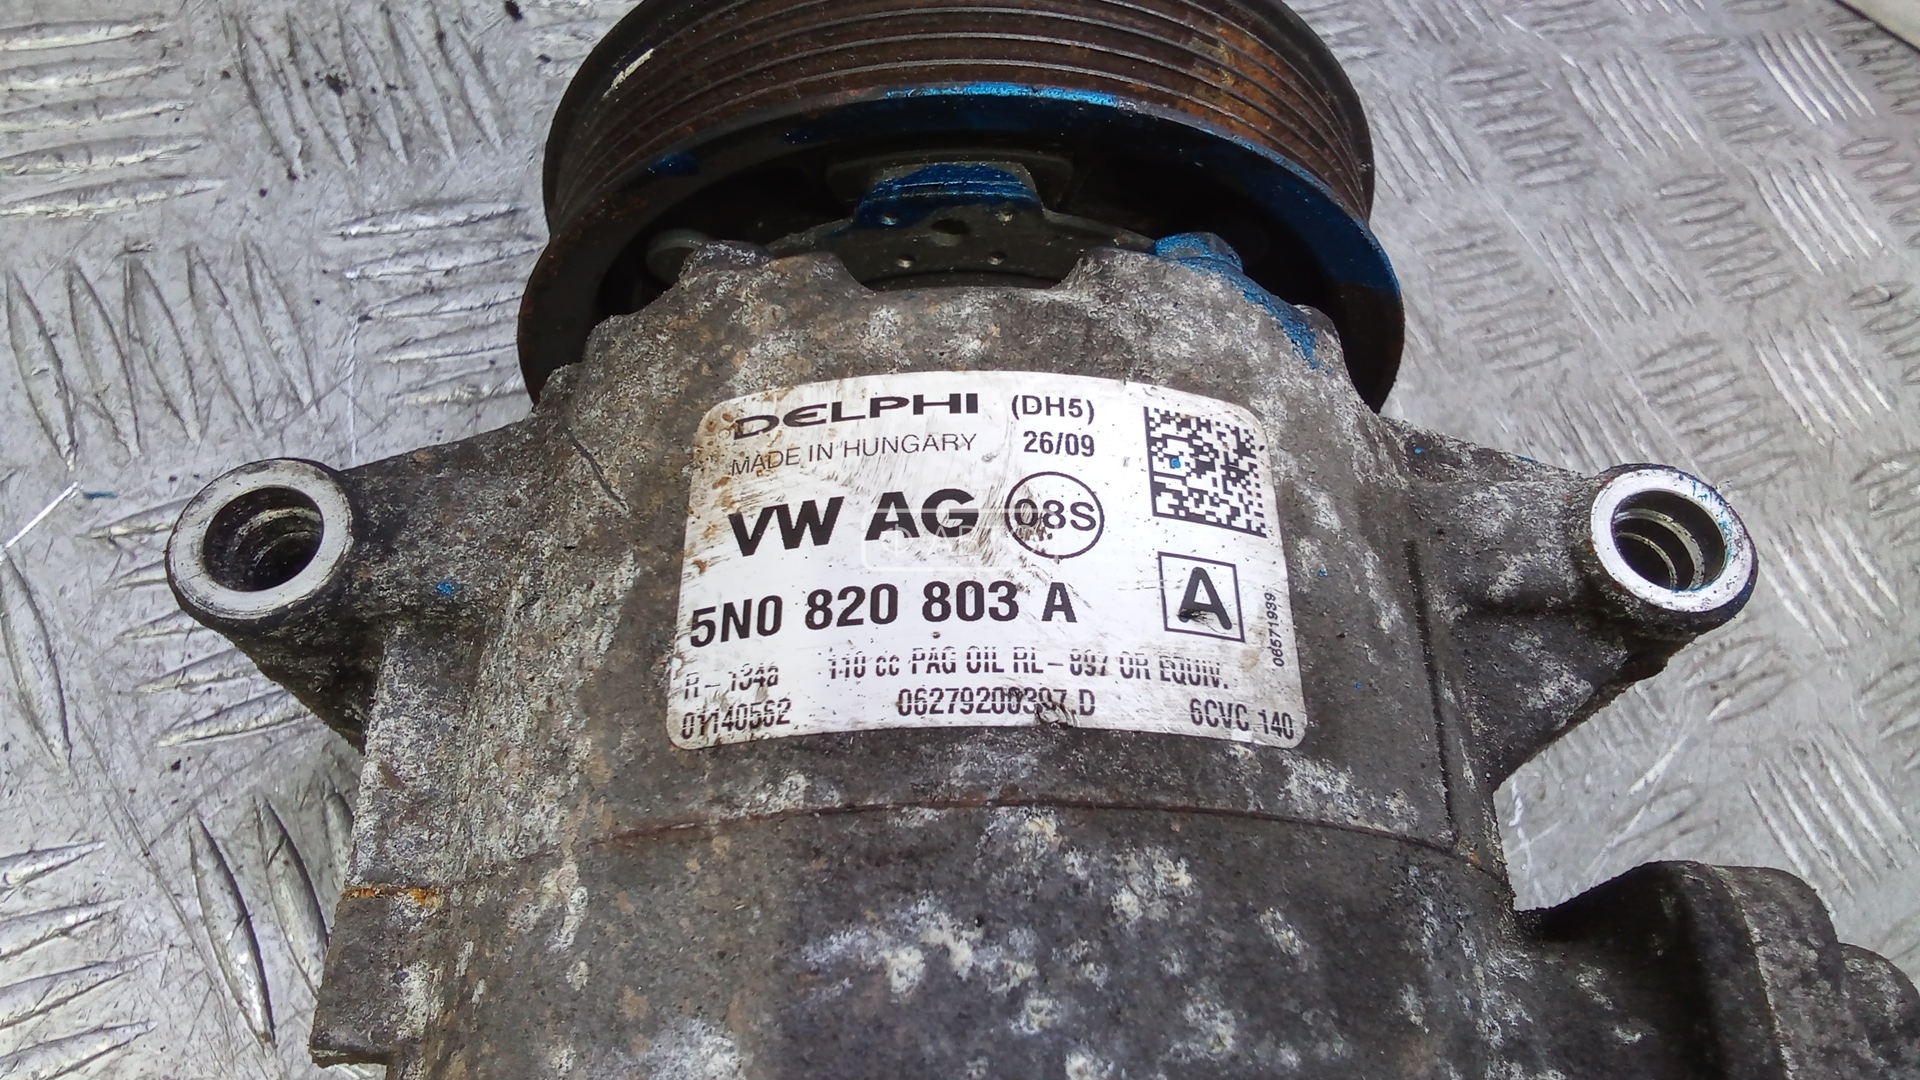 DELPHI (DH5)
MADE IN HUNGARY 26/09
VW AG 08S
5N0 820 803 A A
R-134a 110 cc PAG OIL RL-897 OR EQUIV.
01140562 06279200397.D 6CVC 140
06571939